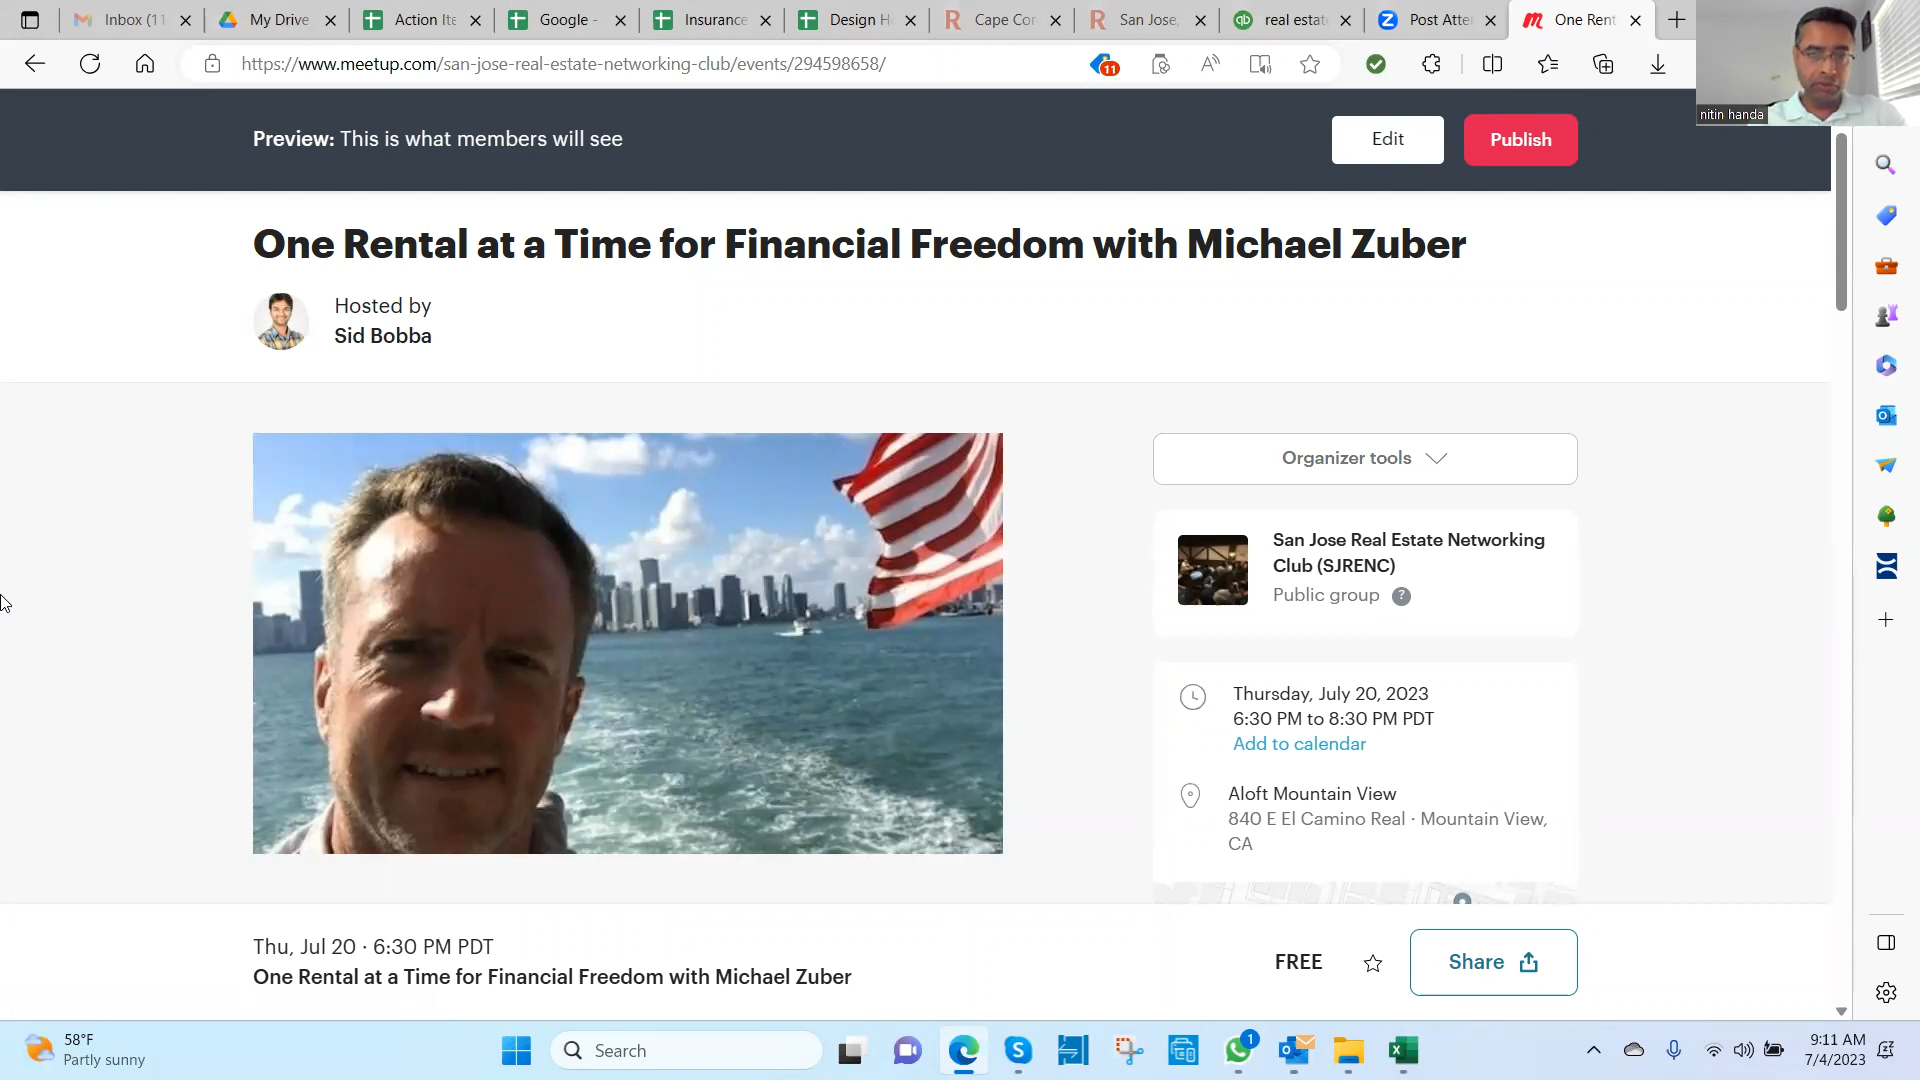 Inbox (11
My Drive
Action Ite
Google -
Insurance
Design H
Cape Cor
San Jose,
real estat
Post Atte
One Rent
https://www.meetup.com/san-jose-real-estate-networking-club/events/294598658/
11
nitin handa
Preview: This is what members will see
Edit
Publish
One Rental at a Time for Financial Freedom with Michael Zuber
Hosted by
Sid Bobba
Organizer tools
San Jose Real Estate Networking
Club (SJRENC)
Public group ?
Thursday, July 20, 2023
6:30 PM to 8:30 PM PDT
Add to calendar
Aloft Mountain View
840 E El Camino Real · Mountain View,
CA
Thu, Jul 20 · 6:30 PM PDT
One Rental at a Time for Financial Freedom with Michael Zuber
FREE
Share
58°F
Partly sunny
Search
1
9:11 AM
7/4/2023